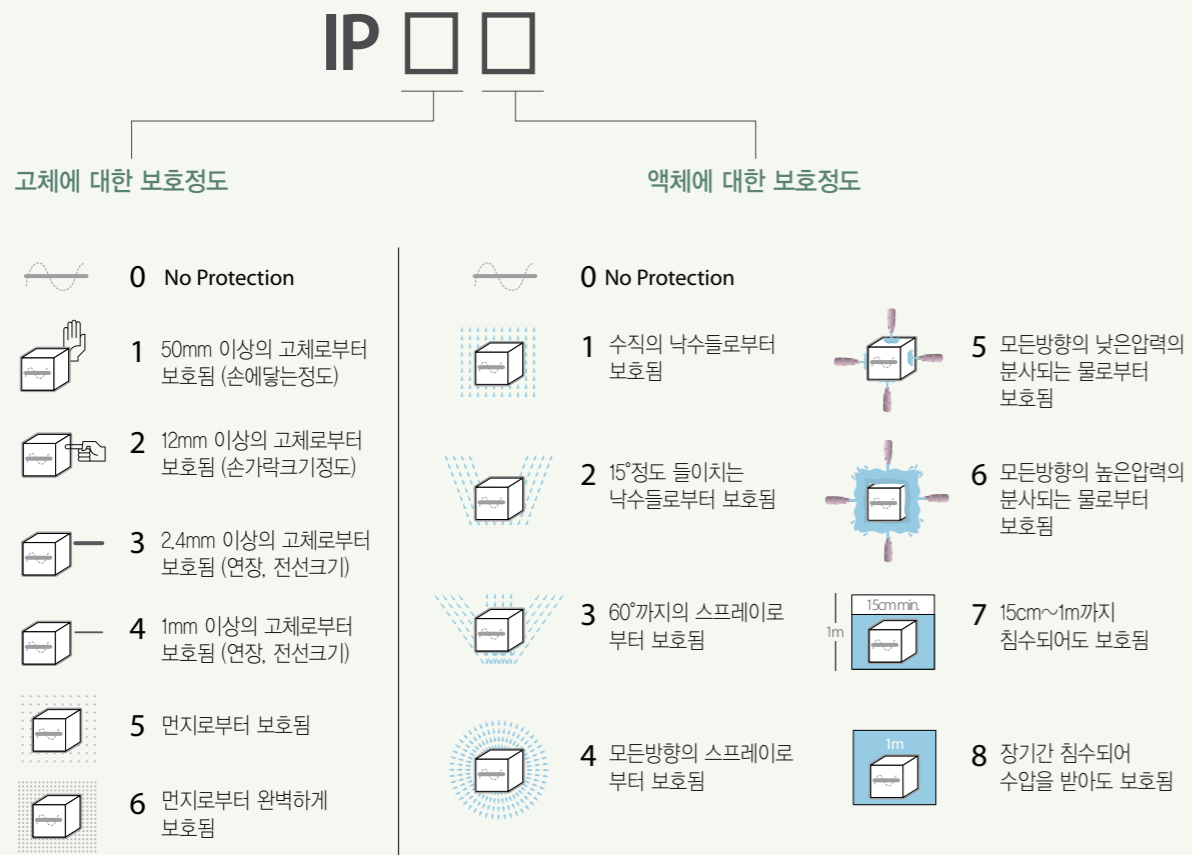 IP □ □
고체에 대한 보호정도
액체에 대한 보호정도
0 No Protection
1 50mm 이상의 고체로부터
보호됨 (손에닿는정도)
2 12mm 이상의 고체로부터
보호됨 (손가락크기정도)
3 2.4mm 이상의 고체로부터
보호됨 (연장, 전선크기)
4 1mm 이상의 고체로부터
보호됨 (연장, 전선크기)
5 먼지로부터 보호됨
6 먼지로부터 완벽하게
보호됨
0 No Protection
1 수직의 낙수들로부터
보호됨
2 15°정도 들이치는
낙수들로부터 보호됨
3 60°까지의 스프레이로
부터 보호됨
4 모든방향의 스프레이로
부터 보호됨
5 모든방향의 낮은압력의
분사되는 물로부터
보호됨
6 모든방향의 높은압력의
분사되는 물로부터
보호됨
15cm min.
1m
7 15cm~1m까지
침수되어도 보호됨
1m
8 장기간 침수되어
수압을 받아도 보호됨